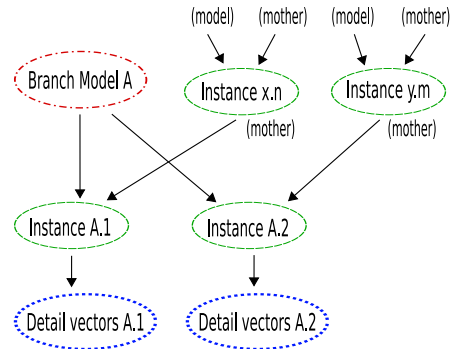 (model) (mother) (model) (mother)
Branch Model A
Instance x.n
Instance y.m
(mother) (mother)
Instance A.1
Instance A.2
Detail vectors A.1
Detail vectors A.2